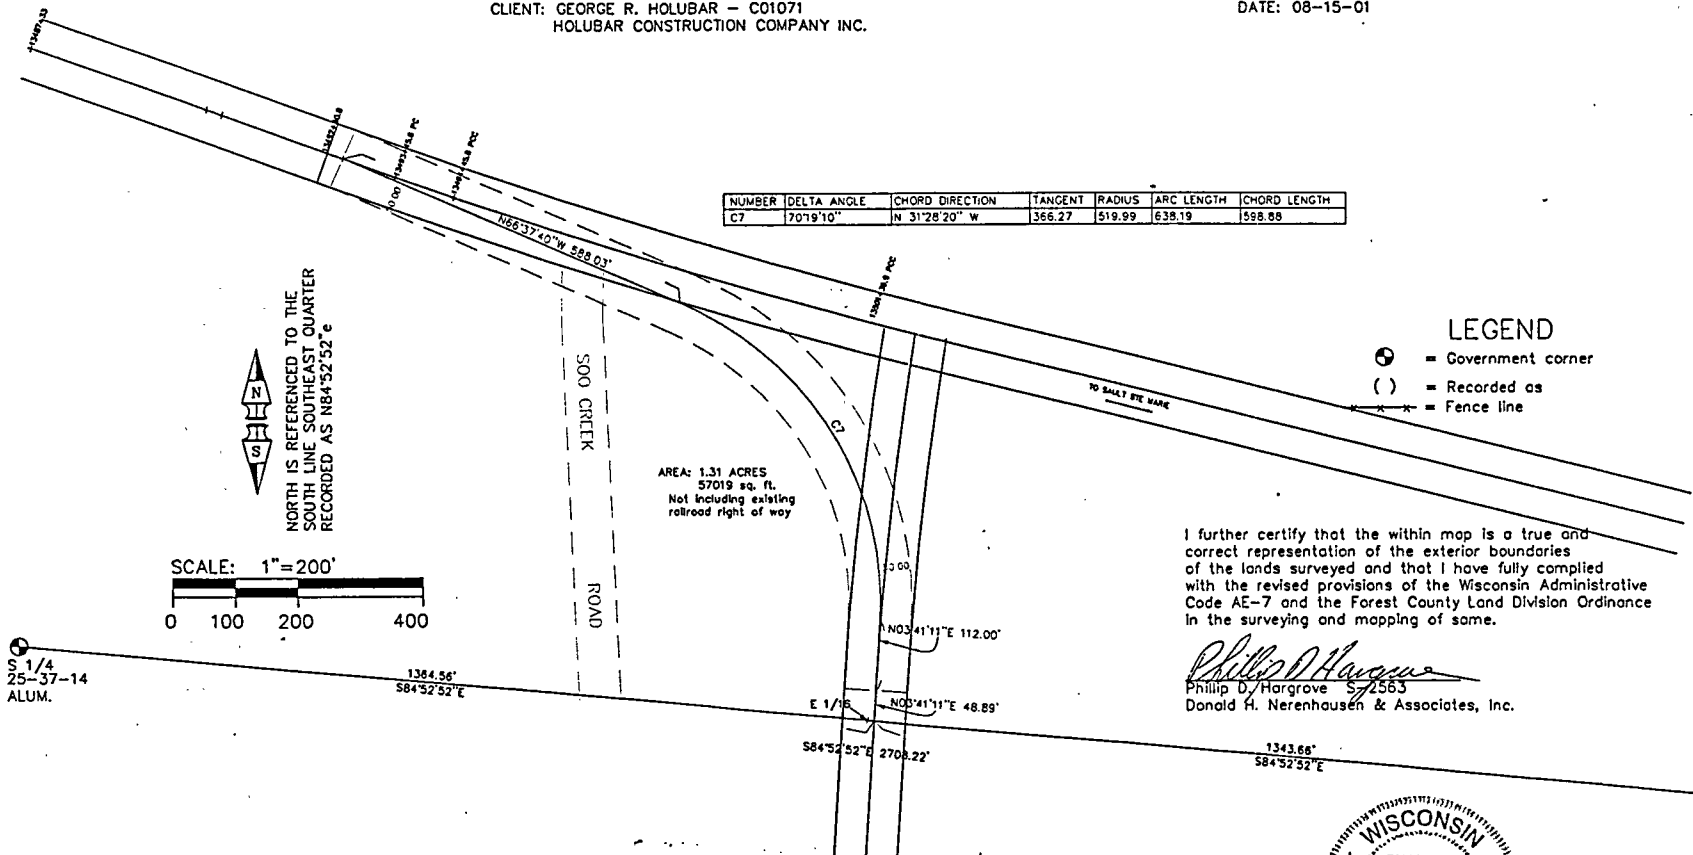 CLIENT: GEORGE R. HOLUBAR – C01071
HOLUBAR CONSTRUCTION COMPANY INC.
DATE: 08–15–01
NUMBER DELTA ANGLE CHORD DIRECTION TANGENT RADIUS ARC LENGTH CHORD LENGTH
C7 70°19'10" N 31°28'20" W 366.27 519.99 638.19 598.88
N66°37'40"W 588.03'
NORTH IS REFERENCED TO THE
SOUTH LINE SOUTHEAST QUARTER
RECORDED AS N84°52'52"e
N
S
SOO CREEK
ROAD
C7
TO SAULT STE MARIE
LEGEND
= Government corner
( ) = Recorded as
= Fence line
AREA: 1.31 ACRES
57019 sq. ft.
Not including existing
railroad right of way
SCALE: 1"=200'
0 100 200 400
I further certify that the within map is a true and
correct representation of the exterior boundaries
of the lands surveyed and that I have fully complied
with the revised provisions of the Wisconsin Administrative
Code AE–7 and the Forest County Land Division Ordinance
in the surveying and mapping of same.
Phillip D Hargrove
Phillip D. Hargrove S–2563
Donald H. Nerenhausen & Associates, Inc.
N03°41'11"E 112.00'
S 1/4
25–37–14
ALUM.
1364.56'
S84°52'52"E
E 1/16
N03°41'11"E 48.89'
S84°52'52"E 2708.22'
1343.66'
S84°52'52"E
WISCONSIN